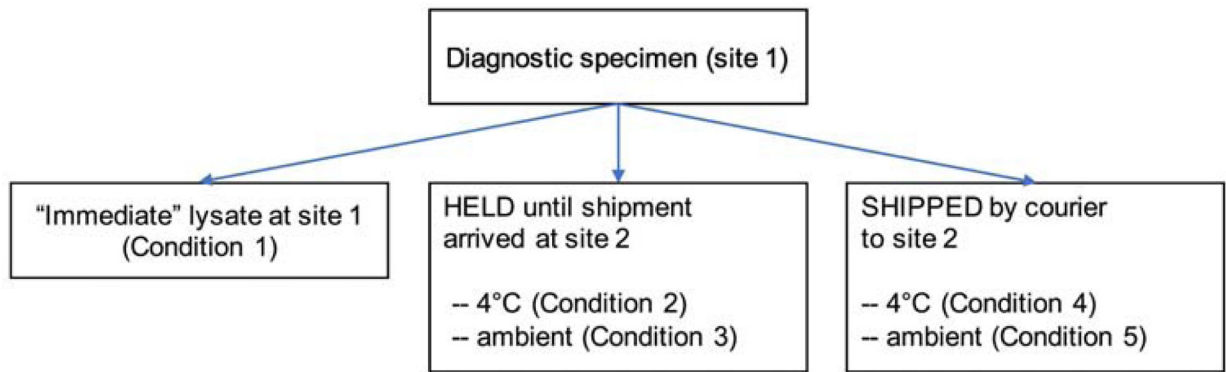 Diagnostic specimen (site 1)
“Immediate” lysate at site 1
(Condition 1)
HELD until shipment
arrived at site 2
-- 4°C (Condition 2)
-- ambient (Condition 3)
SHIPPED by courier
to site 2
-- 4°C (Condition 4)
-- ambient (Condition 5)